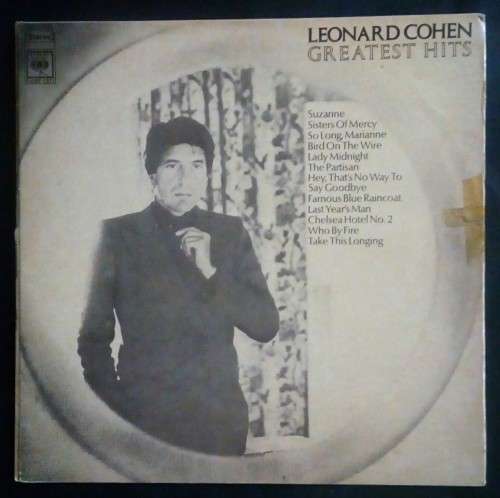 LEONARD COHEN
GREATEST HITS
Suzanne
Sisters Of Mercy
So Long, Marianne
Bird On The Wire
Lady Midnight
The Partisan
Hey, That's No Way To
Say Goodbye
Famous Blue Raincoat
Last Year's Man
Chelsea Hotel No. 2
Who By Fire
Take This Longing